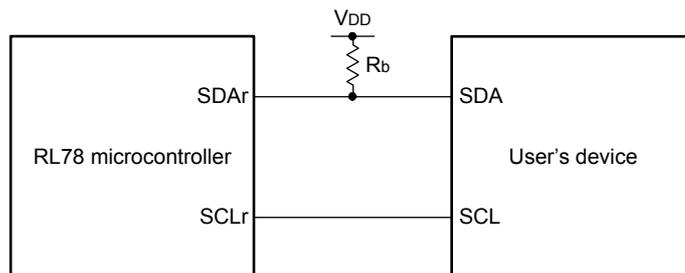 VDD
Rb
SDAr
SDA
RL78 microcontroller
User's device
SCLr
SCL